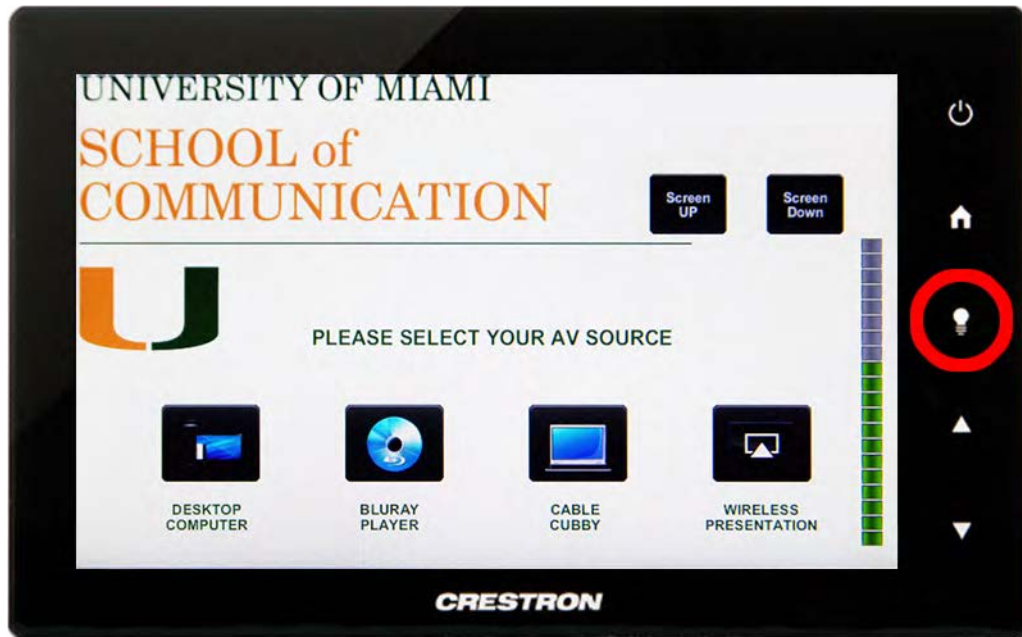 UNIVERSITY OF MIAMI
SCHOOL of
COMMUNICATION
Screen
UP
Screen
Down
PLEASE SELECT YOUR AV SOURCE
DESKTOP
COMPUTER
BLURAY
PLAYER
CABLE
CUBBY
WIRELESS
PRESENTATION
CRESTRON